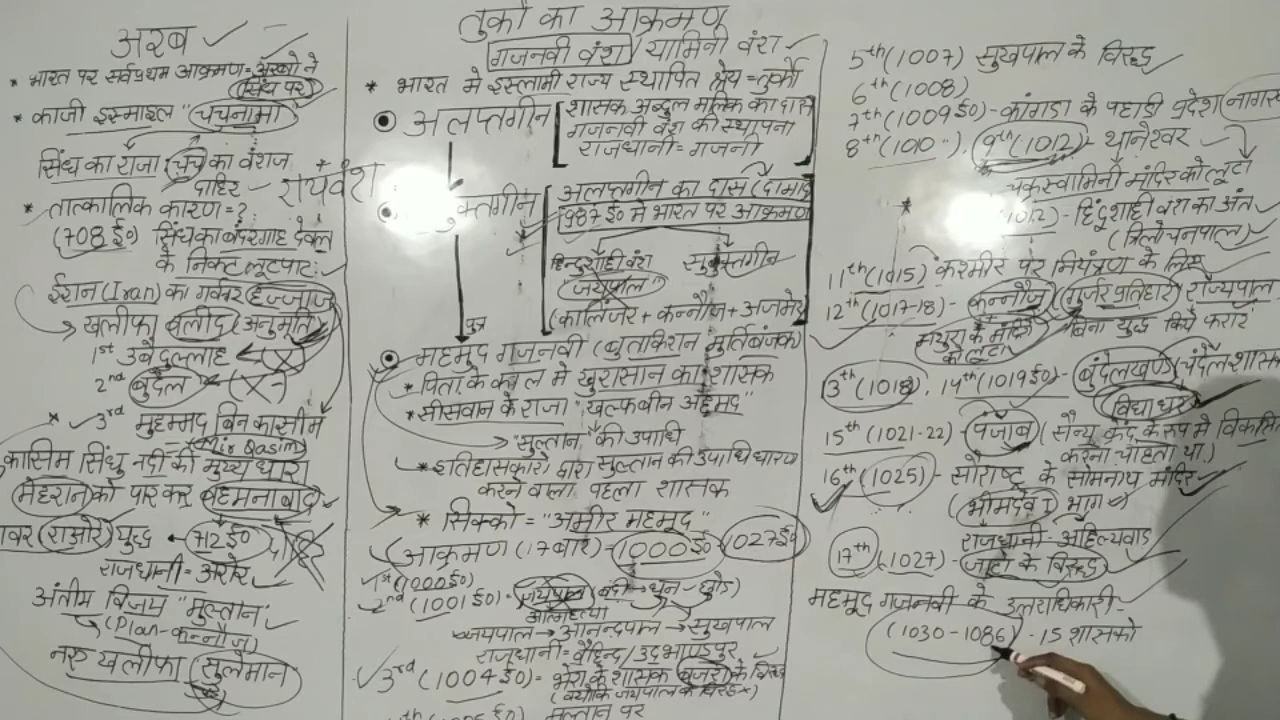 अरब
* भारत पर सर्वप्रथम आक्रमण = अरबो ने
(सिंध पर)
* काजी इस्माइल "चचनामा"
सिंध का राजा (चच) का वंशज
दाहिर - रायवंश
* तात्कालिक कारण = ?
(708 ई०) सिंध का बंदरगाह देवल
के निकट लूटपाट
ईरान (Iran) का गवर्नर हज्जाज
→ खलीफा वलीद (अनुमति)
1st उबैदुल्लाह ← (X)
2nd बुदैल ← (X)
* 3rd मुहम्मद बिन कासीम
(Mir Qasim)
कासिम सिंधु नदी की मुख्य धारा
मेहरान को पार कर बहमनाबाद
रावर (राओर) युद्ध ← 712 ई०
राजधानी = अरोर
अंतीम विजय "मुल्तान"
(Plan-कन्नौज)
नए खलीफा (सुलेमान)
तुर्को का आक्रमण
गजनवी वंश / यामिनी वंश
* भारत मे इस्लामी राज्य स्थापित श्रेय = तुर्को
अलप्तगीन [शासक अब्दुल मलिक का दास
गजनवी वंश की स्थापना
राजधानी = गजनी]
क्तगीन [अलप्तगीन का दास (दामाद)
987 ई० मे भारत पर आक्रमण
हिन्दुशाही वंश सुबुक्तगीन
"जयपाल"
(कालिंजर + कन्नौज + अजमेर)
पुत्र
महमूद गजनवी (बुतशिकन मुर्तिभंजक)
* पिता के काल मे खुरासान का शासक
* सीसतान के राजा "खल्फ बीन अहमद"
→ "सुल्तान" की उपाधि
* इतिहासकारो द्वारा सुल्तान की उपाधि धारण
करने वाला पहला शासक
* सिक्को = "अमीर महमूद"
आक्रमण (17 बार) = 1000 ई० - 1027 ई०
1st (1000 ई०)
2nd (1001 ई०) - जयपाल (बंदी → धन - छोड़)
आत्महत्या
जयपाल → आनन्दपाल → सुखपाल
राजधानी = वैहिन्द / उदभाण्डपुर
3rd (1004 ई०) = भेरा के शासक बजरा के विरुद्ध
(क्योकि जयपाल के विरुद्ध)
मुल्तान पर
5th (1007) सुखपाल के विरुद्ध
6th (1008)
7th (1009 ई०) - कांगडा के पहाडी प्रदेश
8th (1010 "), 9th (1012) - थानेश्वर
चक्रस्वामिनी मंदिर को लूटा
1012) - हिंदूशाही वंश का अंत
(त्रिलोचनपाल)
11th (1015) कश्मीर पर नियंत्रण के लिए
12th (1017-18) - कन्नौज (गुर्जर प्रतिहार) राज्यपाल
मथुरा के मंदिर को लूटा
बिना युद्ध किये फरार
13th (1018), 14th (1019 ई०) - बुंदेलखण्ड (चंदेल शास
विद्याधर
15th (1021-22) - पंजाब (सैन्य केंद्र के रूप मे विकसि
करना चाहता था.)
16th (1025) - सौराष्ट्र के सोमनाथ मंदिर
(भीमदेव I भाग
राजधानी - अहिल्वाड
17th (1027) - जाटो के विरुद्ध
महमूद गजनवी के उत्तराधिकारी -
(1030 - 1086) - 15 शासको